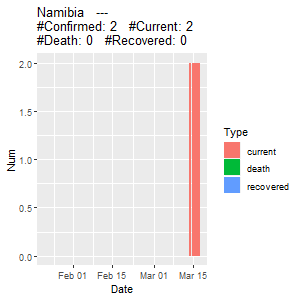 Namibia ---
#Confirmed: 2 #Current: 2
#Death: 0 #Recovered: 0
2.0
1.5
1.0
0.5
0.0
Num
Feb 01 Feb 15 Mar 01 Mar 15
Date
Type
current
death
recovered